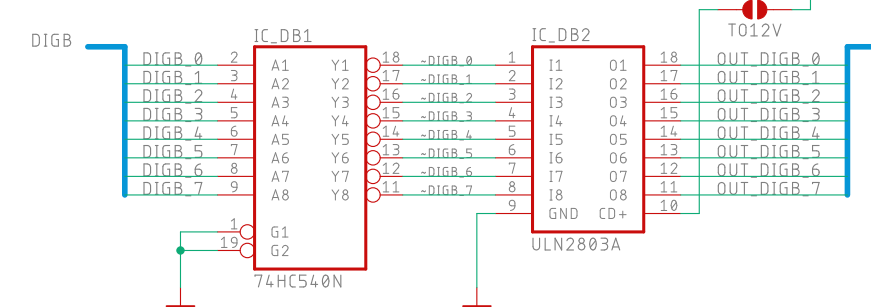 TO12V
DIGB IC_DB1 IC_DB2
DIGB_0 2 A1 Y1 18 ~DIGB_0 1 I1 O1 18 OUT_DIGB_0
DIGB_1 3 A2 Y2 17 ~DIGB_1 2 I2 O2 17 OUT_DIGB_1
DIGB_2 4 A3 Y3 16 ~DIGB_2 3 I3 O3 16 OUT_DIGB_2
DIGB_3 5 A4 Y4 15 ~DIGB_3 4 I4 O4 15 OUT_DIGB_3
DIGB_4 6 A5 Y5 14 ~DIGB_4 5 I5 O5 14 OUT_DIGB_4
DIGB_5 7 A6 Y6 13 ~DIGB_5 6 I6 O6 13 OUT_DIGB_5
DIGB_6 8 A7 Y7 12 ~DIGB_6 7 I7 O7 12 OUT_DIGB_6
DIGB_7 9 A8 Y8 11 ~DIGB_7 8 I8 O8 11 OUT_DIGB_7
9 GND CD+ 10
1 G1
19 G2
ULN2803A
74HC540N